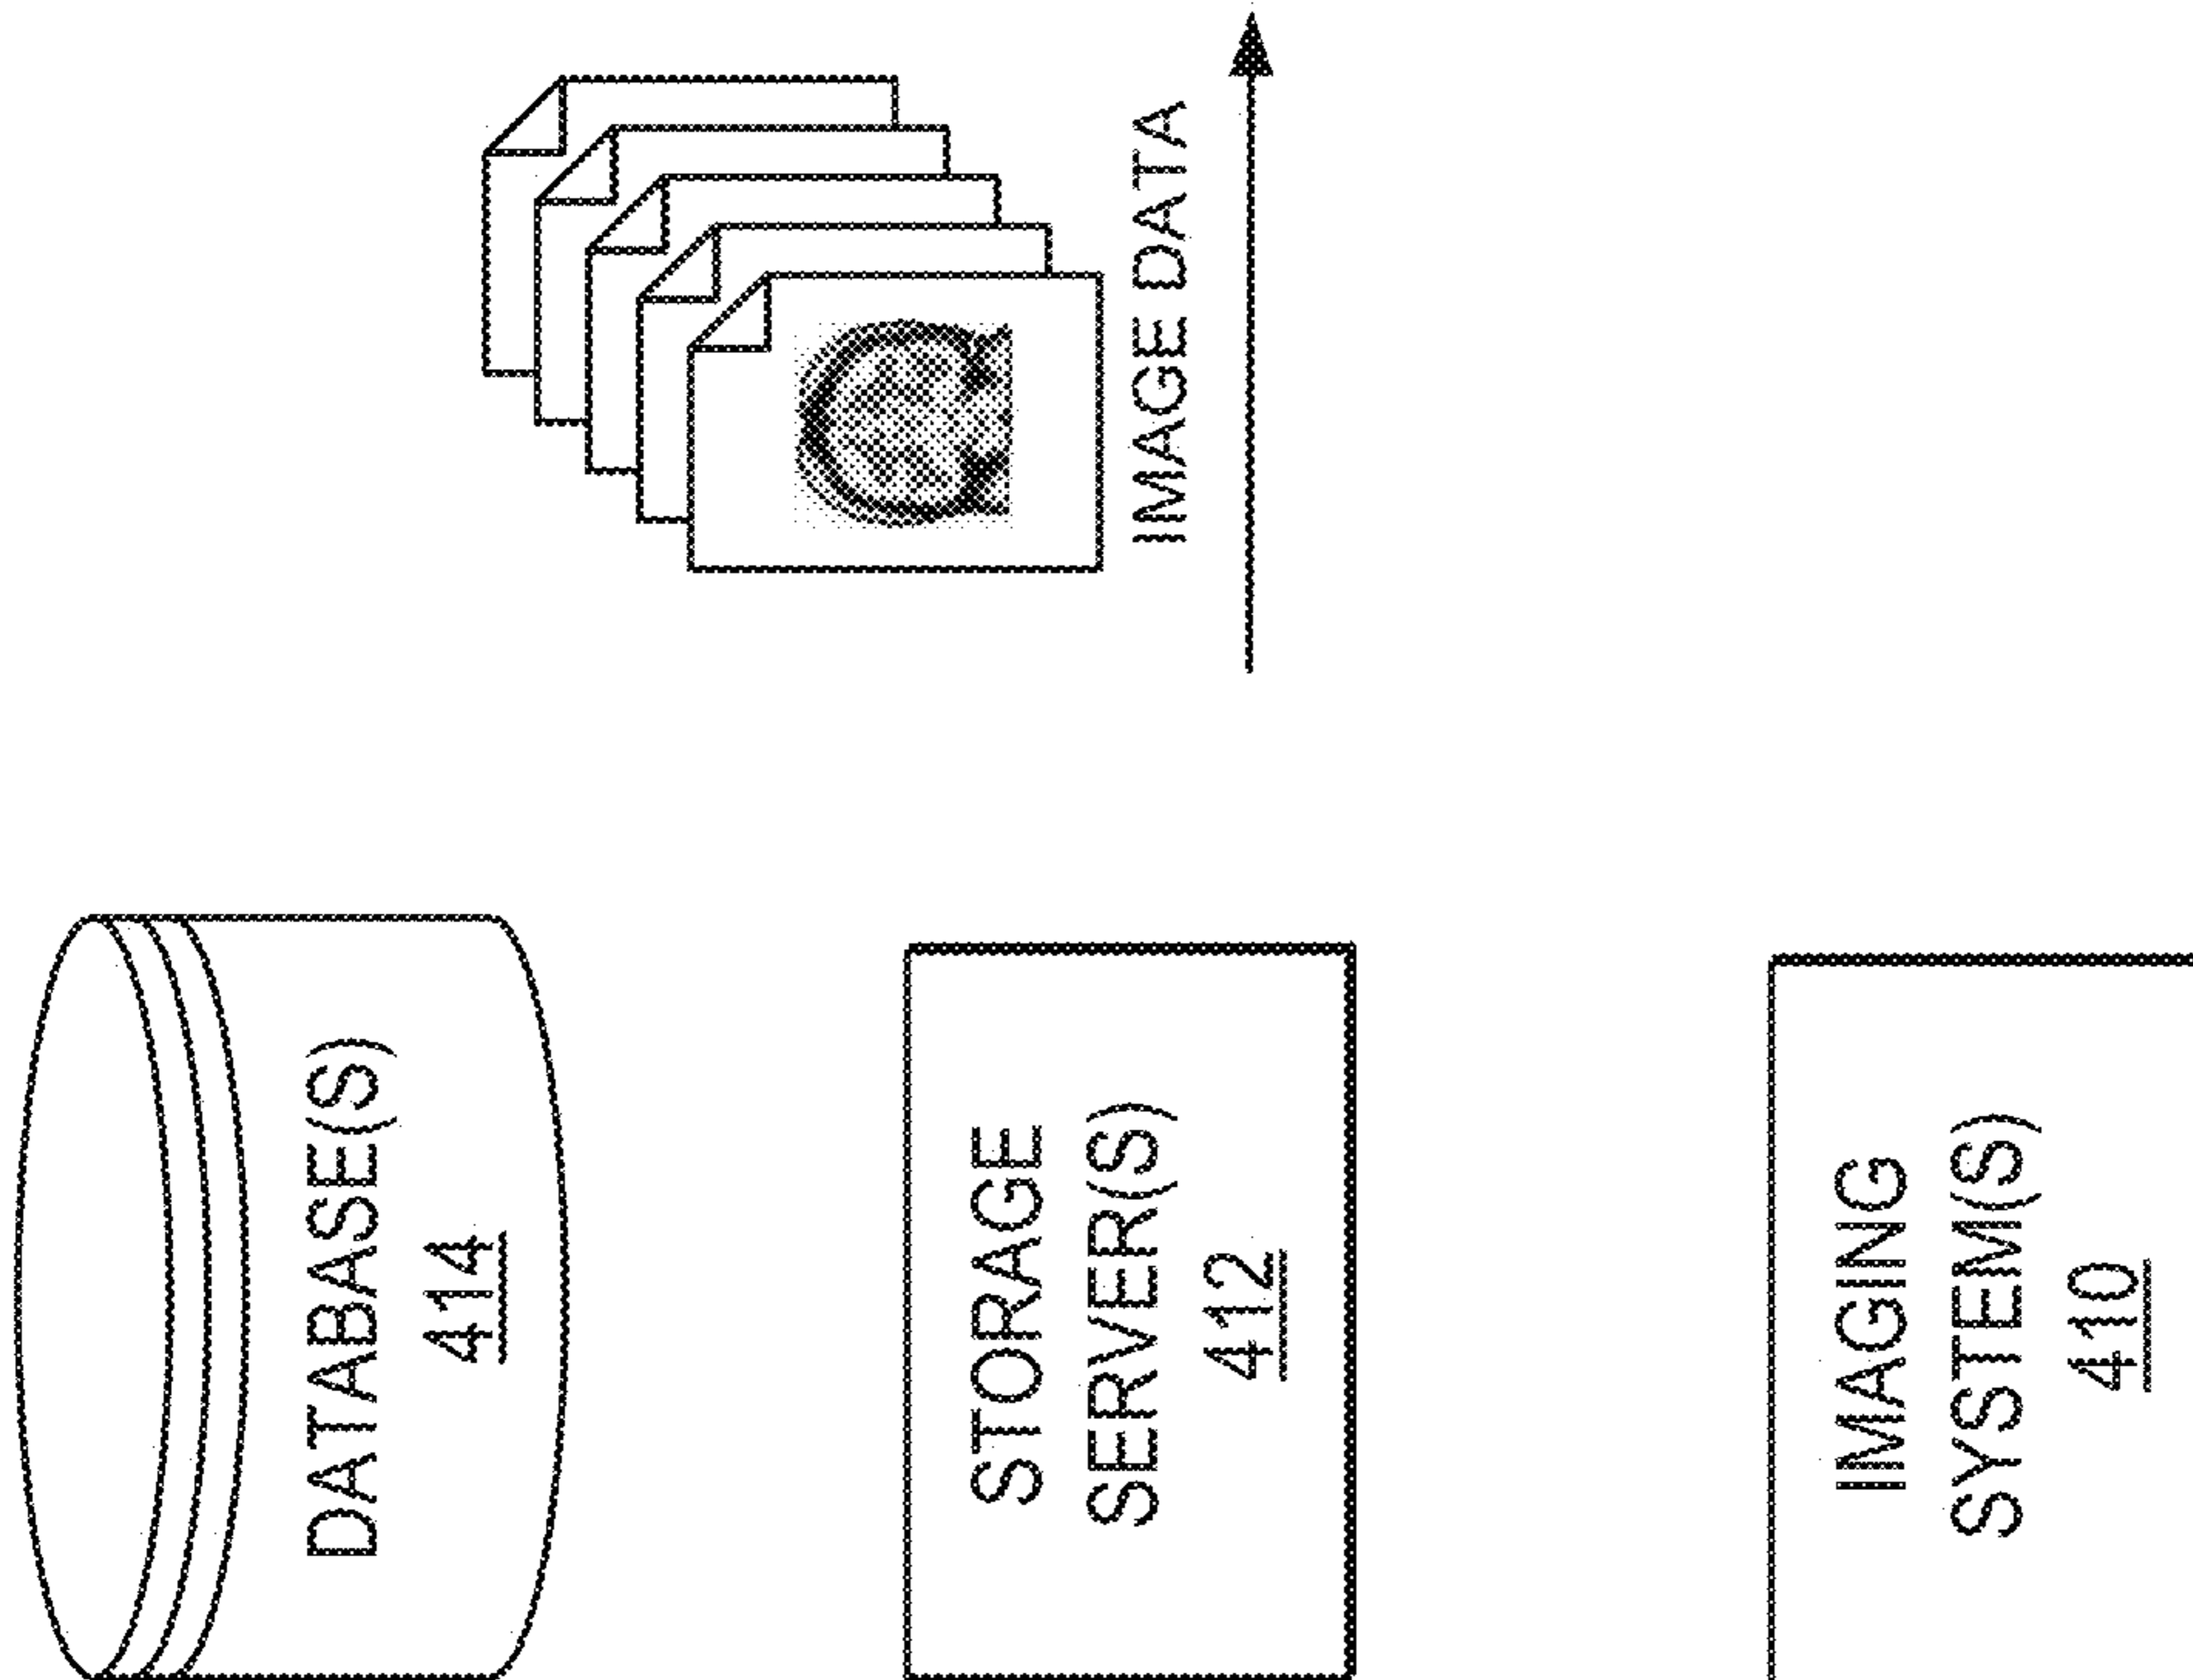 DATABASE(S)
414
STORAGE
SERVER(S)
412
IMAGING
SYSTEM(S)
410
IMAGE DATA